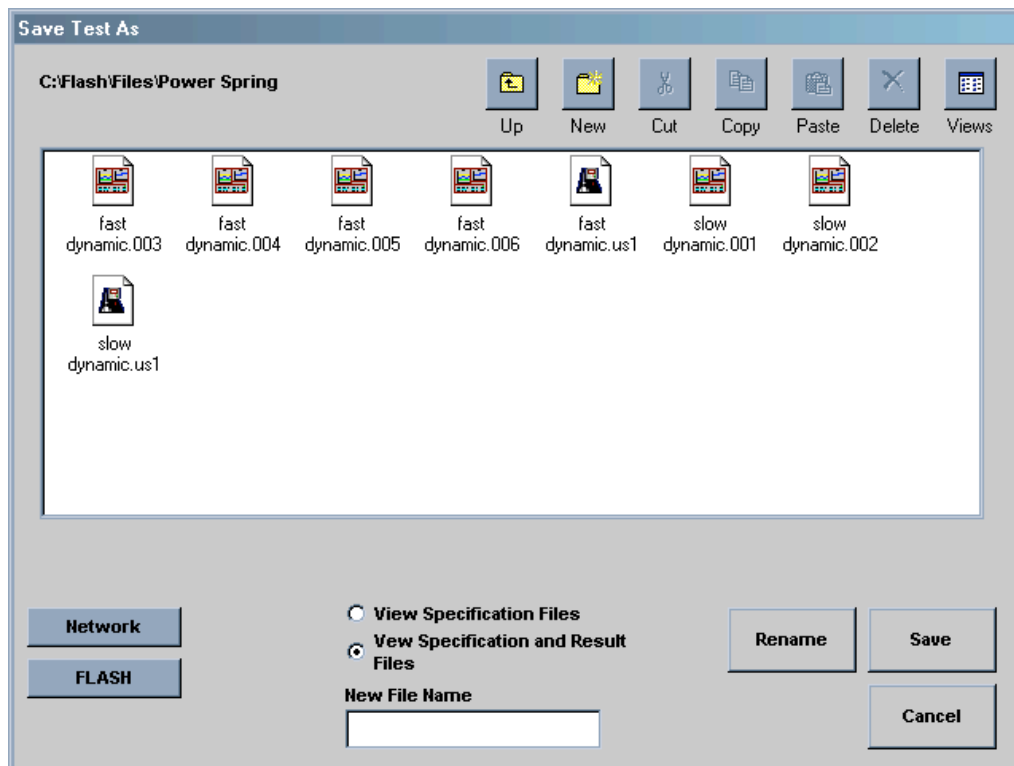 Save Test As
C:\Flash\Files\Power Spring
Up New Cut Copy Paste Delete Views
fast dynamic.003
fast dynamic.004
fast dynamic.005
fast dynamic.006
fast dynamic.us1
slow dynamic.001
slow dynamic.002
slow dynamic.us1
Network
FLASH
View Specification Files
Vew Specification and Result
Files
New File Name
Rename
Save
Cancel